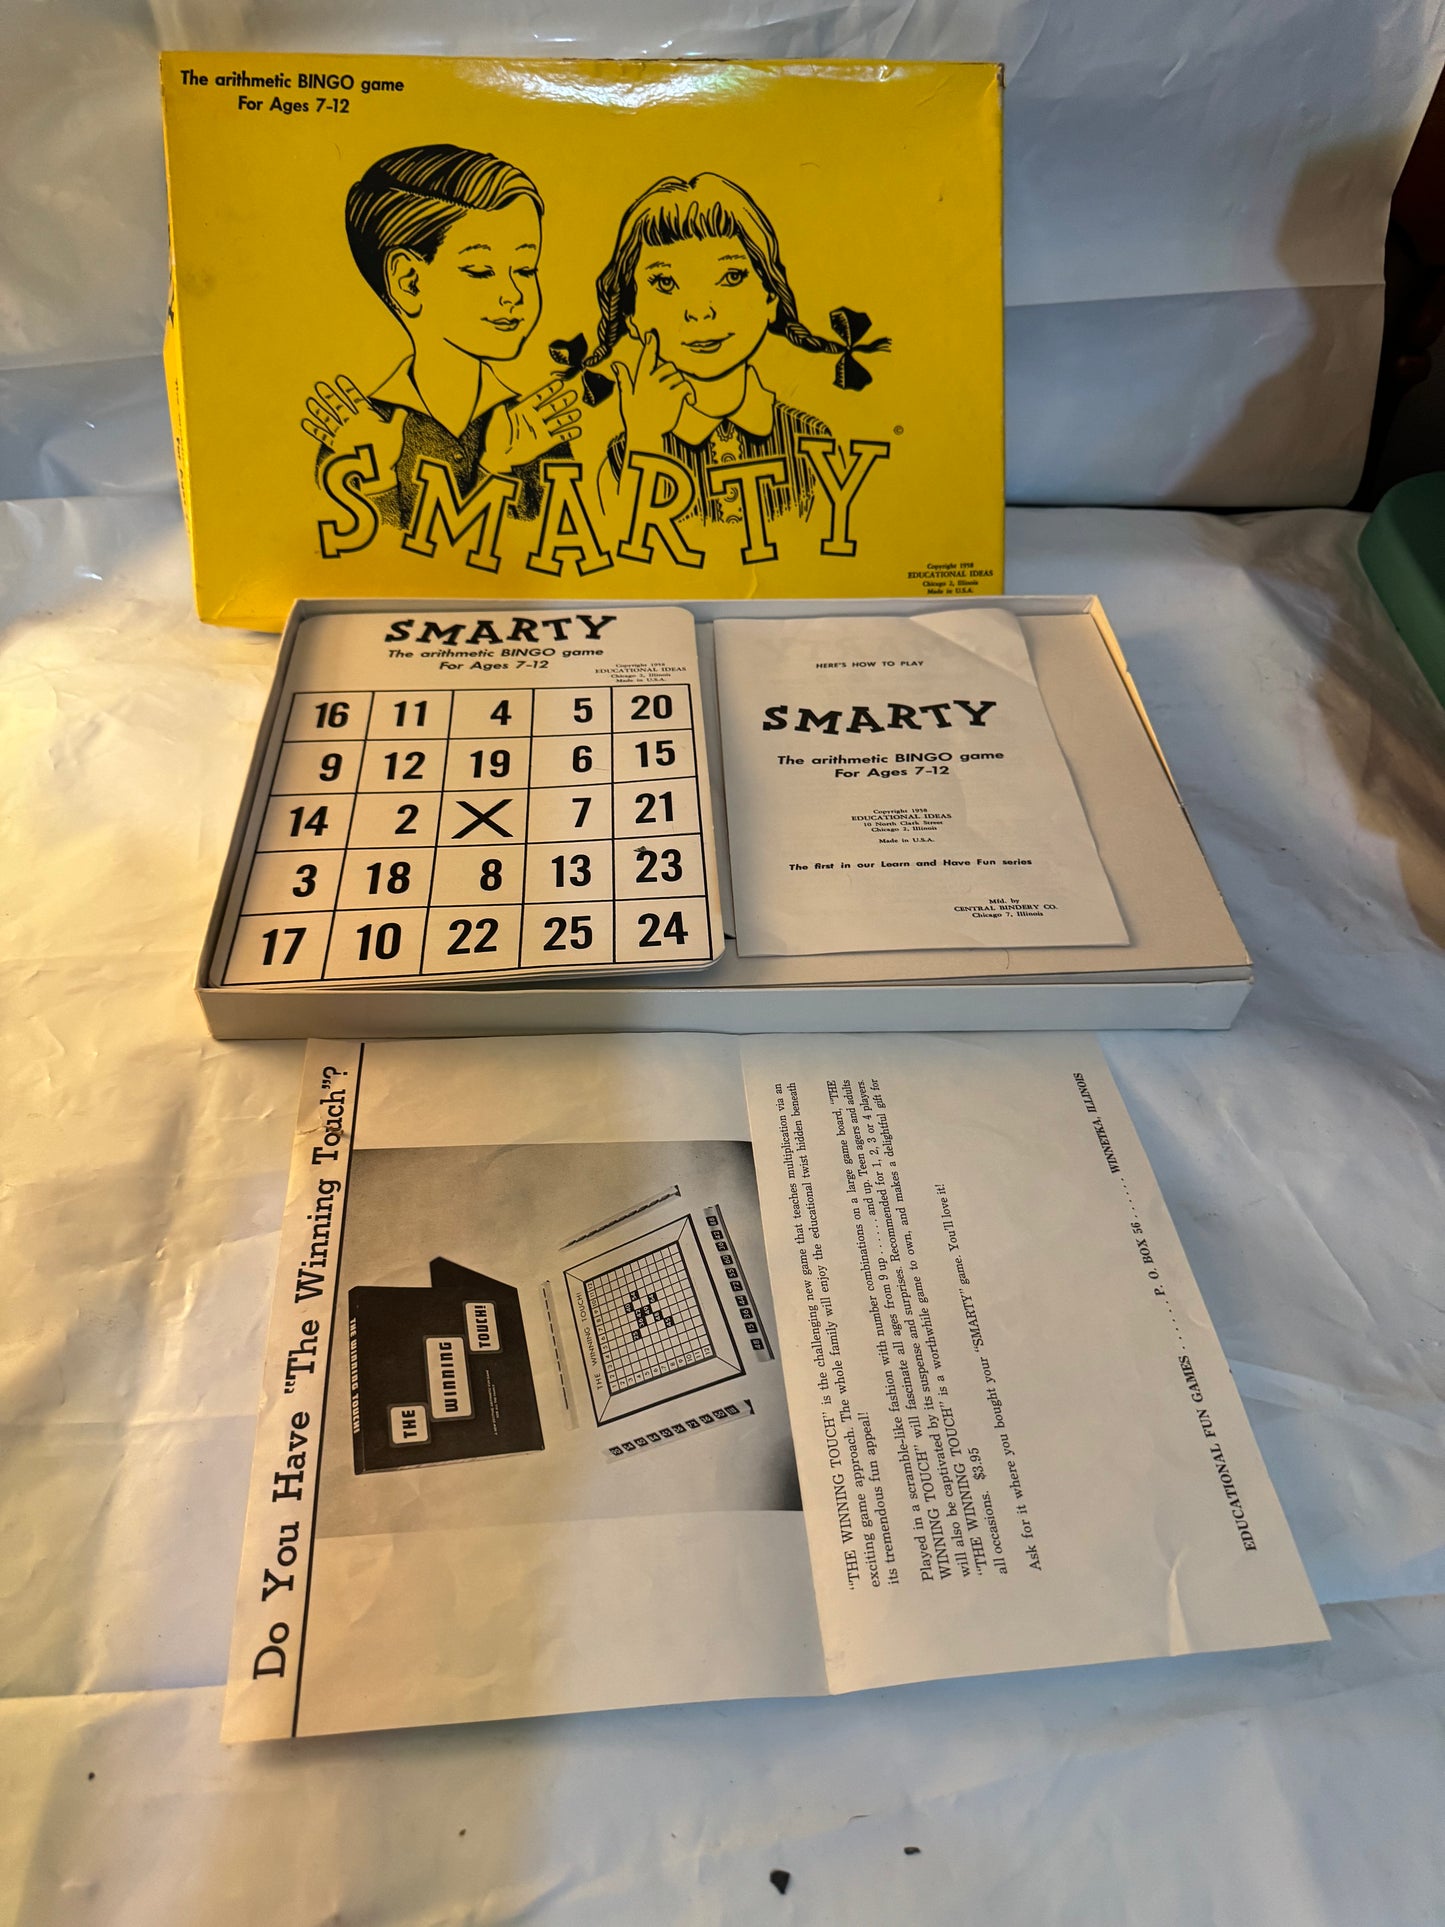 The arithmetic BINGO game
For Ages 7-12
SMARTY
©
Copyright 1958
EDUCATIONAL IDEAS
Chicago 2, Illinois
Made in U.S.A.
SMARTY
The arithmetic BINGO game
For Ages 7-12
Copyright 1958
EDUCATIONAL IDEAS
Chicago 2, Illinois
Made in U.S.A.
16 11 4 5 20
9 12 19 6 15
14 2 X 7 21
3 18 8 13 23
17 10 22 25 24
HERE'S HOW TO PLAY
SMARTY
The arithmetic BINGO game
For Ages 7-12
Copyright 1958
EDUCATIONAL IDEAS
10 North Clark Street
Chicago 2, Illinois
Made in U.S.A.
The first in our Learn and Have Fun series
Mfd. by
CENTRAL BINDERY CO.
Chicago 7, Illinois
Do You Have "The Winning Touch"?
THE WINNING TOUCH!
THE
WINNING
TOUCH!
THE WINNING TOUCH!
"THE WINNING TOUCH" is the challenging new game that teaches multiplication via an
exciting game approach. The whole family will enjoy the educational twist hidden beneath
its tremendous fun appeal!
Played in a scramble-like fashion with number combinations on a large game board, "THE
WINNING TOUCH" will fascinate all ages from 9 up ...... and up. Teen agers and adults
will also be captivated by its suspense and surprises. Recommended for 1, 2, 3 or 4 players.
"THE WINNING TOUCH" is a worthwhile game to own, and makes a delightful gift for
all occasions. $3.95
Ask for it where you bought your "SMARTY" game. You'll love it!
EDUCATIONAL FUN GAMES ...... P. O. BOX 56 ...... WINNETKA, ILLINOIS